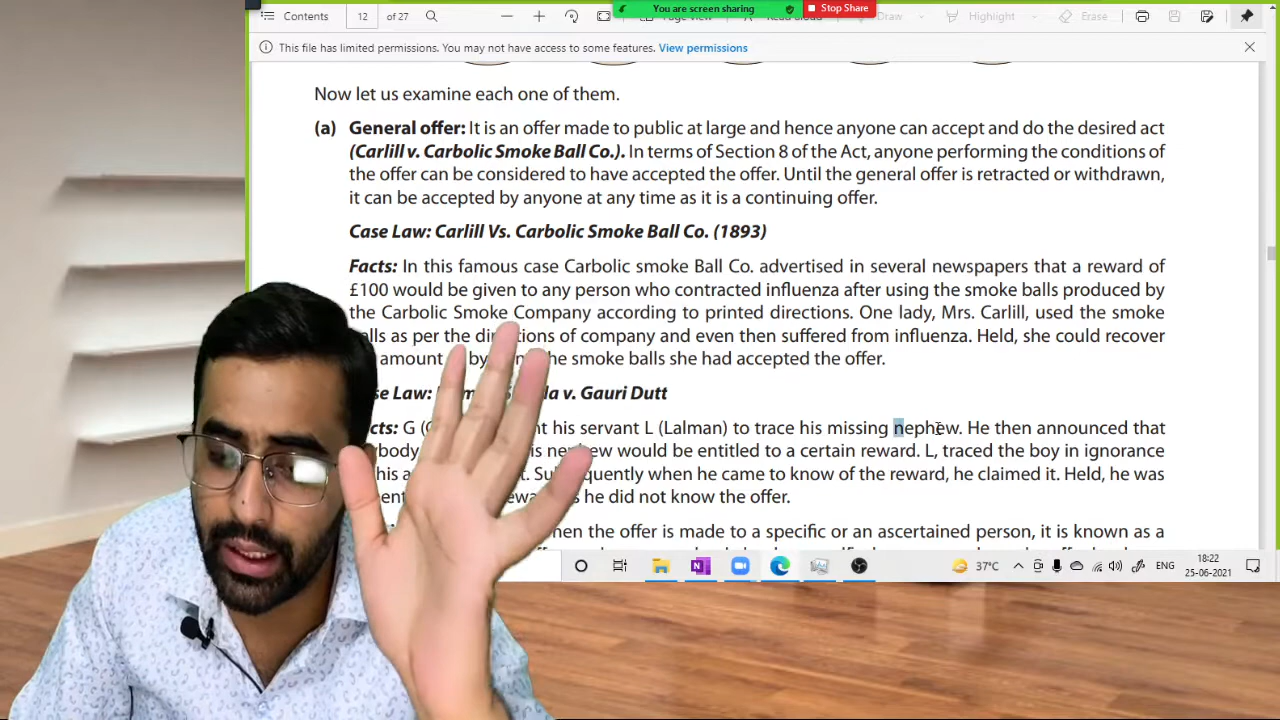 You are screen sharing Stop Share
Contents 12 of 27 Draw Highlight Erase
This file has limited permissions. You may not have access to some features. View permissions
Now let us examine each one of them.
(a) General offer: It is an offer made to public at large and hence anyone can accept and do the desired act
(Carlill v. Carbolic Smoke Ball Co.). In terms of Section 8 of the Act, anyone performing the conditions of
the offer can be considered to have accepted the offer. Until the general offer is retracted or withdrawn,
it can be accepted by anyone at any time as it is a continuing offer.
Case Law: Carlill Vs. Carbolic Smoke Ball Co. (1893)
Facts: In this famous case Carbolic smoke Ball Co. advertised in several newspapers that a reward of
£100 would be given to any person who contracted influenza after using the smoke balls produced by
the Carbolic Smoke Company according to printed directions. One lady, Mrs. Carlill, used the smoke
as per the of company and even then suffered from influenza. Held, she could recover
amount by smoke balls she had accepted the offer.
Law: v. Gauri Dutt
G his servant L (Lalman) to trace his missing nephew. He then announced that
would be entitled to a certain reward. L, traced the boy in ignorance
his when he came to know of the reward, he claimed it. Held, he was
he did not know the offer.
the offer is made to a specific or an ascertained person, it is known as a
37°C ENG 18:22
25-06-2021